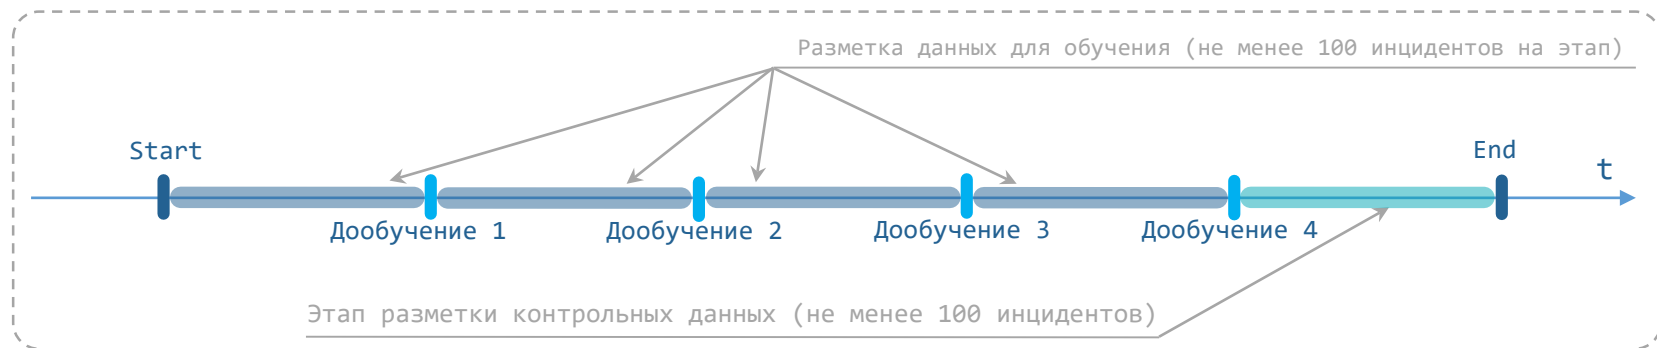 Разметка данных для обучения (не менее 100 инцидентов на этап)
Start
End
t
Дообучение 1
Дообучение 2
Дообучение 3
Дообучение 4
Этап разметки контрольных данных (не менее 100 инцидентов)